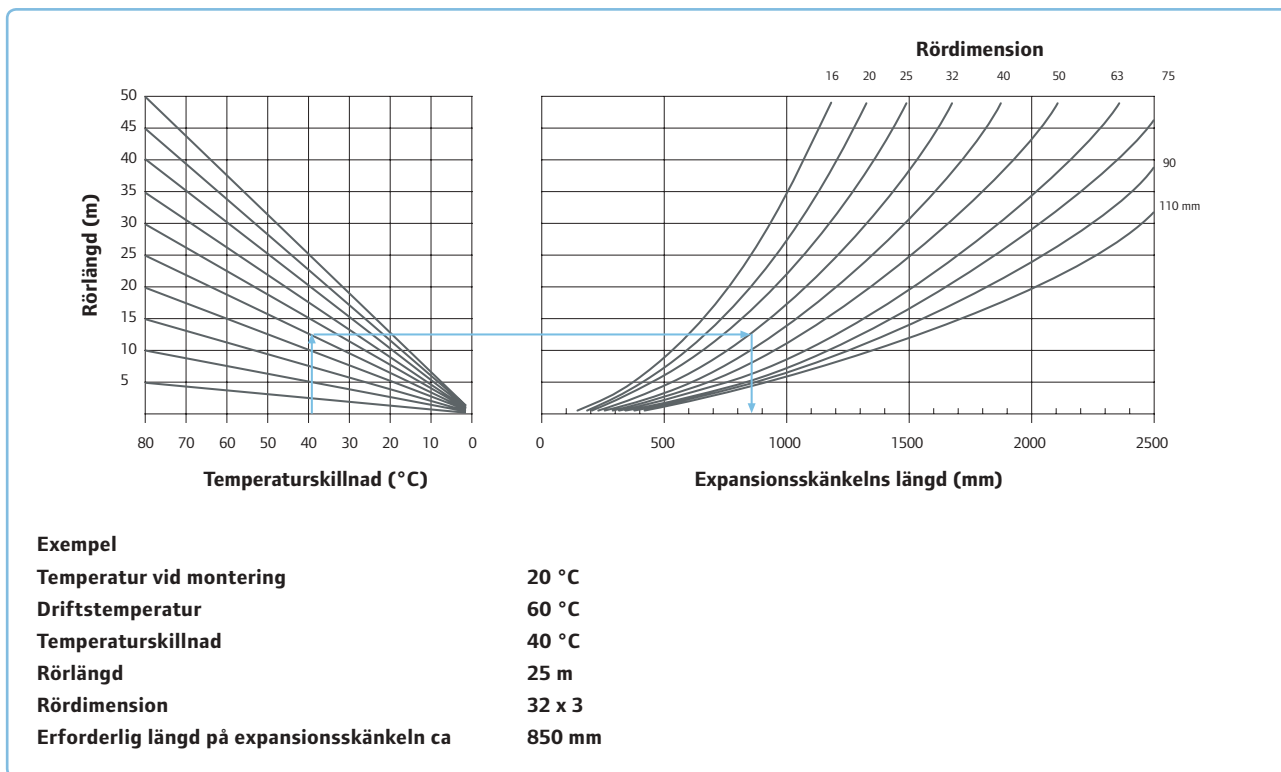 Rördimension
16 20 25 32 40 50 63 75
90
110 mm
50
45
40
35
30
25
20
15
10
5
Rörlängd (m)
80 70 60 50 40 30 20 10 0
0 500 1000 1500 2000 2500
Temperaturskillnad (°C)
Expansionsskänkelns längd (mm)
Exempel
Temperatur vid montering 20 °C
Driftstemperatur 60 °C
Temperaturskillnad 40 °C
Rörlängd 25 m
Rördimension 32 x 3
Erforderlig längd på expansionsskänkeln ca 850 mm